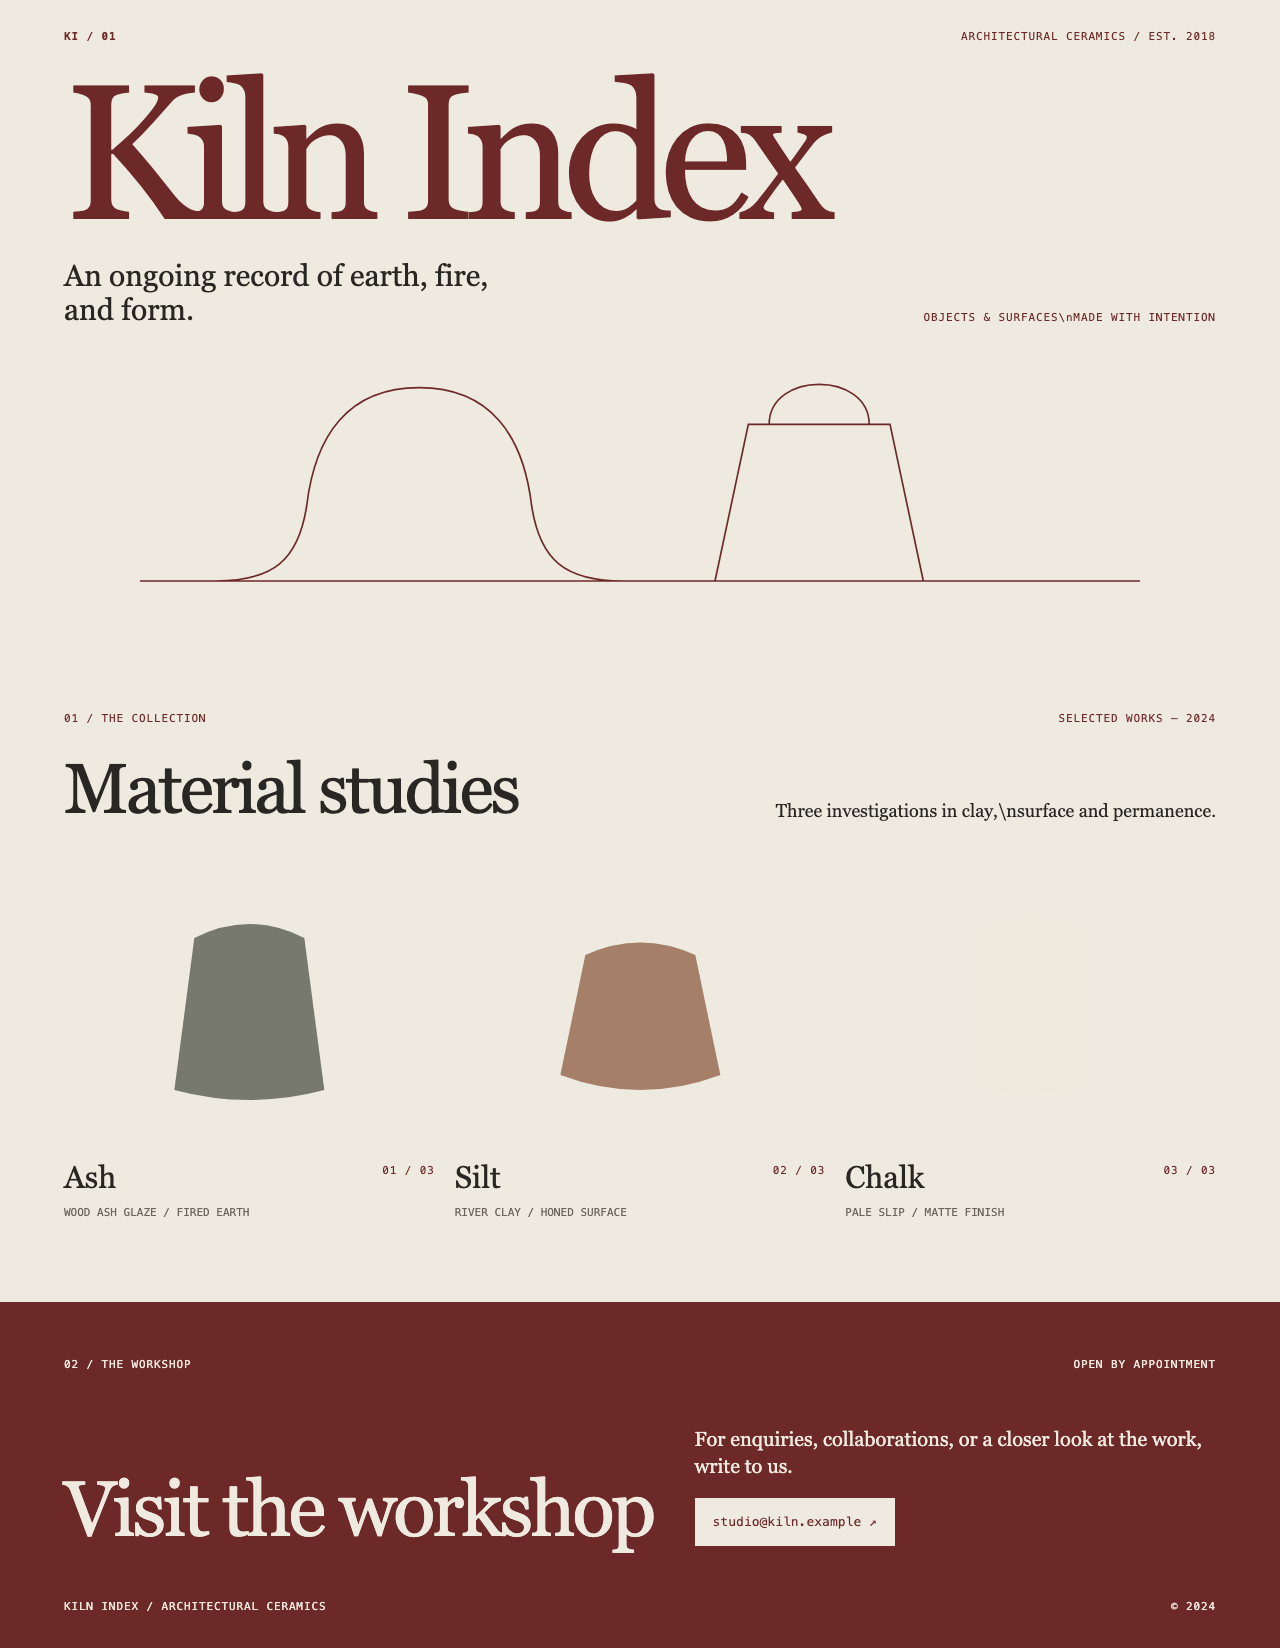 KI / 01
ARCHITECTURAL CERAMICS / EST. 2018
Kiln Index
An ongoing record of earth, fire,
and form.
OBJECTS & SURFACES\nMADE WITH INTENTION
01 / THE COLLECTION
SELECTED WORKS — 2024
Material studies
Three investigations in clay,\nsurface and permanence.
Ash
01 / 03
WOOD ASH GLAZE / FIRED EARTH
Silt
02 / 03
RIVER CLAY / HONED SURFACE
Chalk
03 / 03
PALE SLIP / MATTE FINISH
02 / THE WORKSHOP
OPEN BY APPOINTMENT
Visit the workshop
For enquiries, collaborations, or a closer look at the work,
write to us.
studio@kiln.example ↗
KILN INDEX / ARCHITECTURAL CERAMICS
© 2024